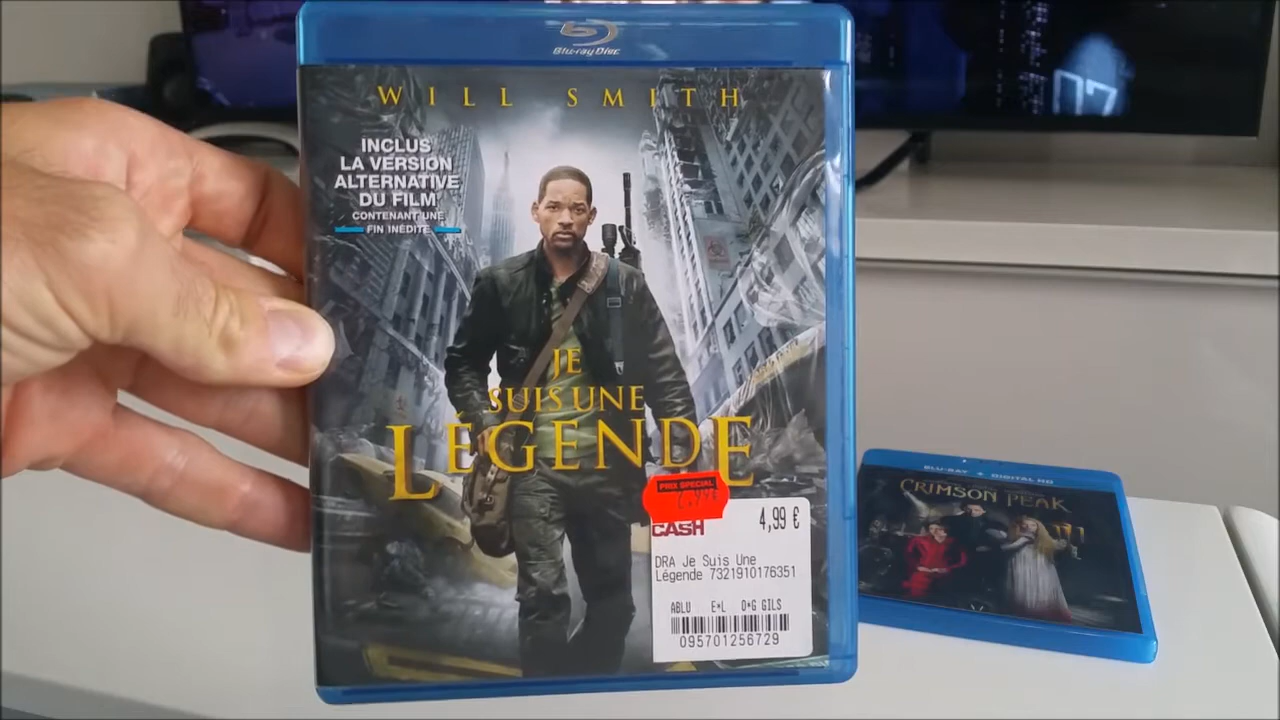 Blu-ray Disc
WILL SMITH
INCLUS
LA VERSION
ALTERNATIVE
DU FILM
CONTENANT UNE
FIN INÉDITE
JE
SUIS UNE
LÉGENDE
PRIX SPECIAL
CASH
4,99 €
DRA Je Suis Une
Légende 7321910176351
ABLU E+L D*G GILS
095701256729
BLU-RAY + DIGITAL HD
CRIMSON PEAK
07